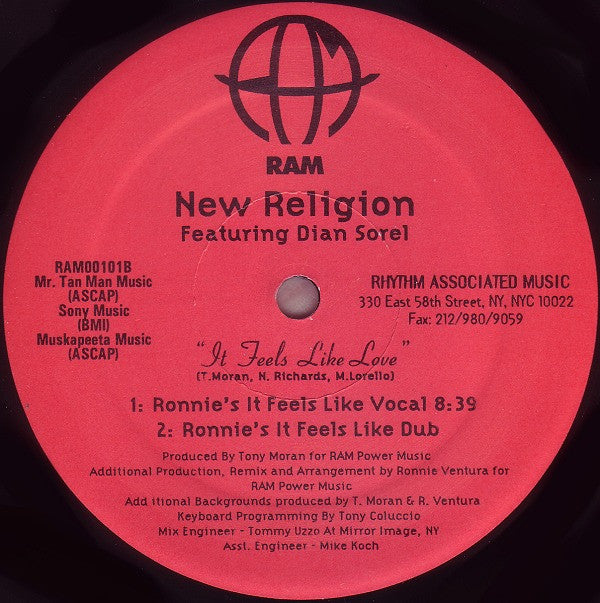 RAM
New Religion
Featuring Dian Sorel
RAM00101B
Mr. Tan Man Music
(ASCAP)
Sony Music
(BMI)
Muskapeeta Music
(ASCAP)
RHYTHM ASSOCIATED MUSIC
330 East 58th Street, NY, NYC 10022
Fax: 212/980/9059
"It Feels Like Love"
(T.Moran, N. Richards, M.Lorello)
1: Ronnie's It Feels Like Vocal 8:39
2: Ronnie's It Feels Like Dub
Produced By Tony Moran for RAM Power Music
Additional Production, Remix and Arrangement by Ronnie Ventura for
RAM Power Music
Add itional Backgrounds produced by T. Moran & R. Ventura
Keyboard Programming By Tony Coluccio
Mix Engineer - Tommy Uzzo At Mirror Image, NY
Asst. Engineer - Mike Koch